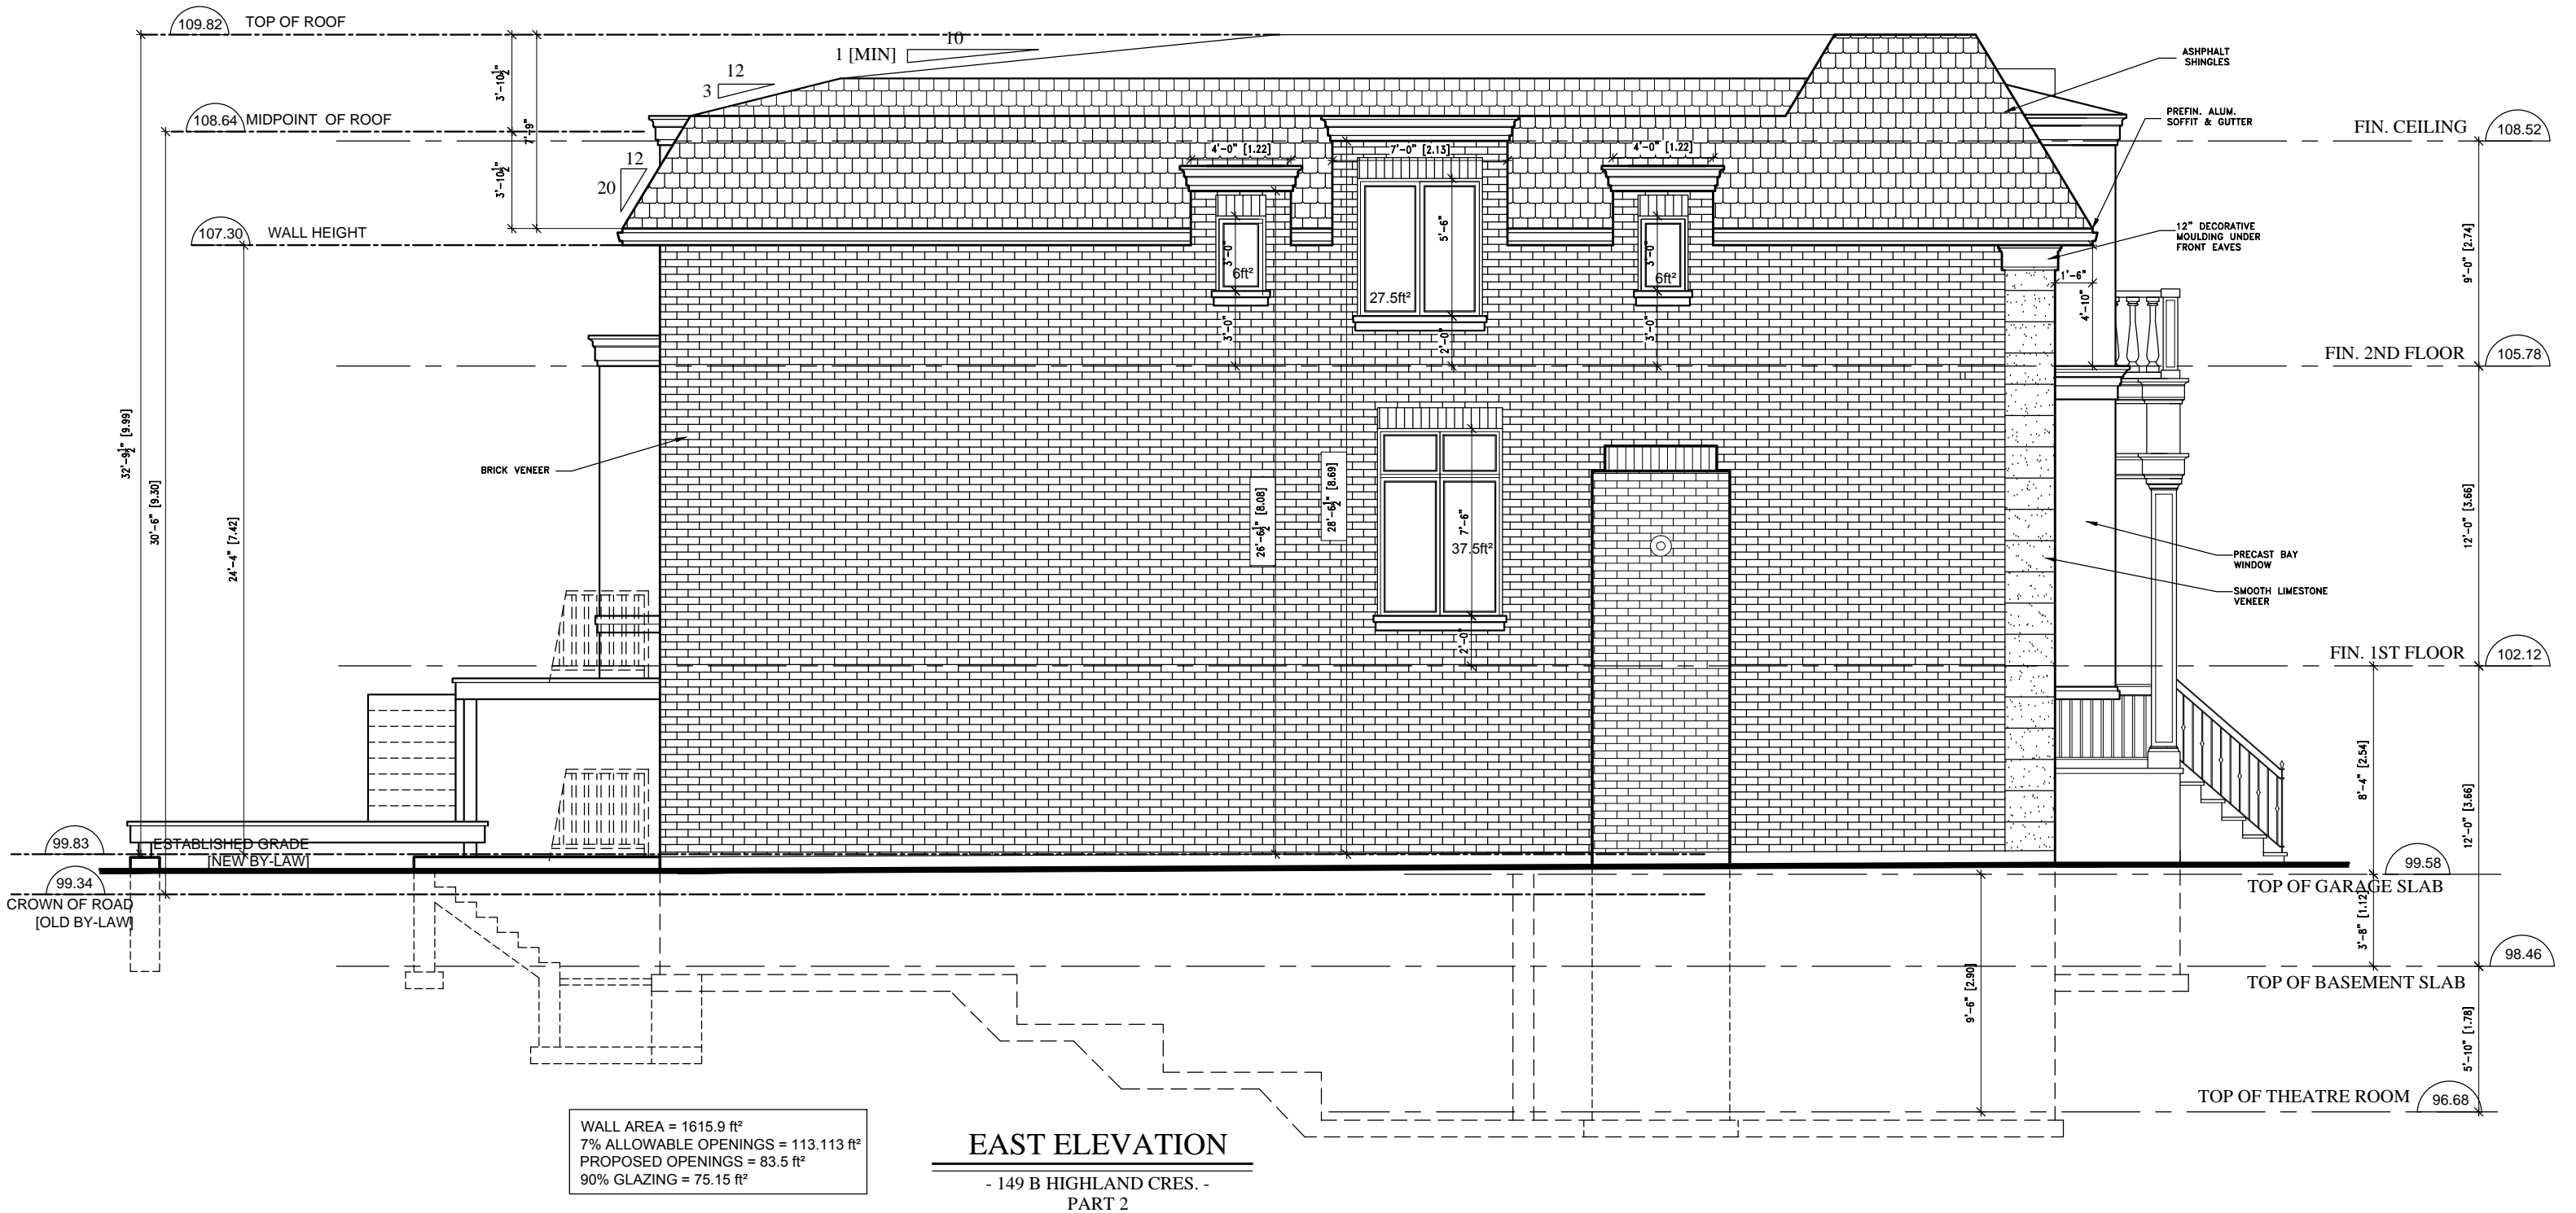 109.82 TOP OF ROOF
10
1 [MIN]
12
3
3'-10½"
7'-9"
108.64 MIDPOINT OF ROOF
12
20
3'-10½"
107.30 WALL HEIGHT
4'-0" [1.22]
7'-0" [2.13]
4'-0" [1.22]
ASHPHALT
SHINGLES
PREFIN. ALUM.
SOFFIT & GUTTER
FIN. CEILING 108.52
12" DECORATIVE
MOULDING UNDER
FRONT EAVES
9'-0" [2.74]
3'-0"
6ft²
5'-6"
27.5ft²
3'-0"
6ft²
1'-6"
4'-10"
3'-0"
2'-0"
3'-0"
FIN. 2ND FLOOR 105.78
32'-9½" [9.99]
30'-6" [9.30]
24'-4" [7.42]
BRICK VENEER
26'-6½" [8.08]
28'-6½" [8.69]
7'-6"
37.5ft²
2'-0"
12'-0" [3.66]
PRECAST BAY
WINDOW
SMOOTH LIMESTONE
VENEER
FIN. 1ST FLOOR 102.12
8'-4" [2.54]
12'-0" [3.66]
99.83 ESTABLISHED GRADE
[NEW BY-LAW]
99.34
CROWN OF ROAD
[OLD BY-LAW]
99.58
TOP OF GARAGE SLAB
3'-8" [1.12]
98.46
TOP OF BASEMENT SLAB
9'-6" [2.90]
5'-10" [1.78]
TOP OF THEATRE ROOM 96.68
WALL AREA = 1615.9 ft²
7% ALLOWABLE OPENINGS = 113.113 ft²
PROPOSED OPENINGS = 83.5 ft²
90% GLAZING = 75.15 ft²
EAST ELEVATION
- 149 B HIGHLAND CRES. -
PART 2